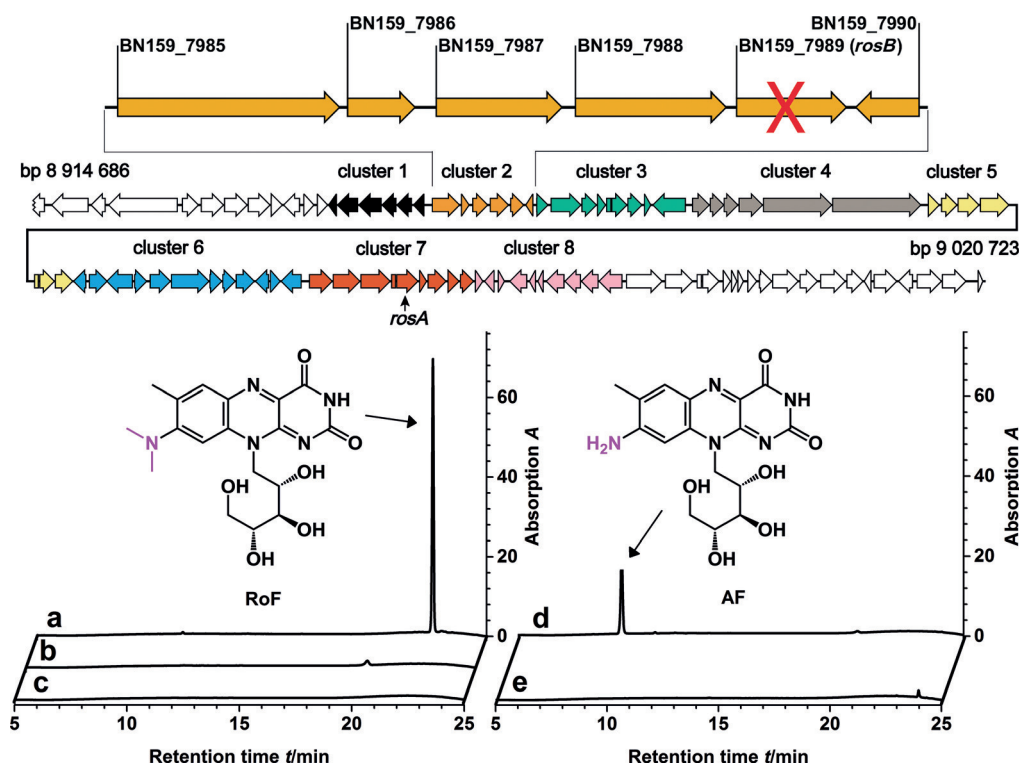 BN159_7986
BN159_7990
BN159_7985
BN159_7987
BN159_7988
BN159_7989 (rosB)
bp 8 914 686
cluster 1
cluster 2
cluster 3
cluster 4
cluster 5
cluster 6
cluster 7
cluster 8
bp 9 020 723
rosA
O
N
NH
N
N
N
O
OH
OH
OH
OH
RoF
60
40
20
0
Absorption A
O
N
NH
H2N
N
N
O
OH
OH
OH
OH
AF
60
40
20
0
Absorption A
a
b
c
d
e
5 10 15 20 25
5 10 15 20 25
Retention time t/min
Retention time t/min